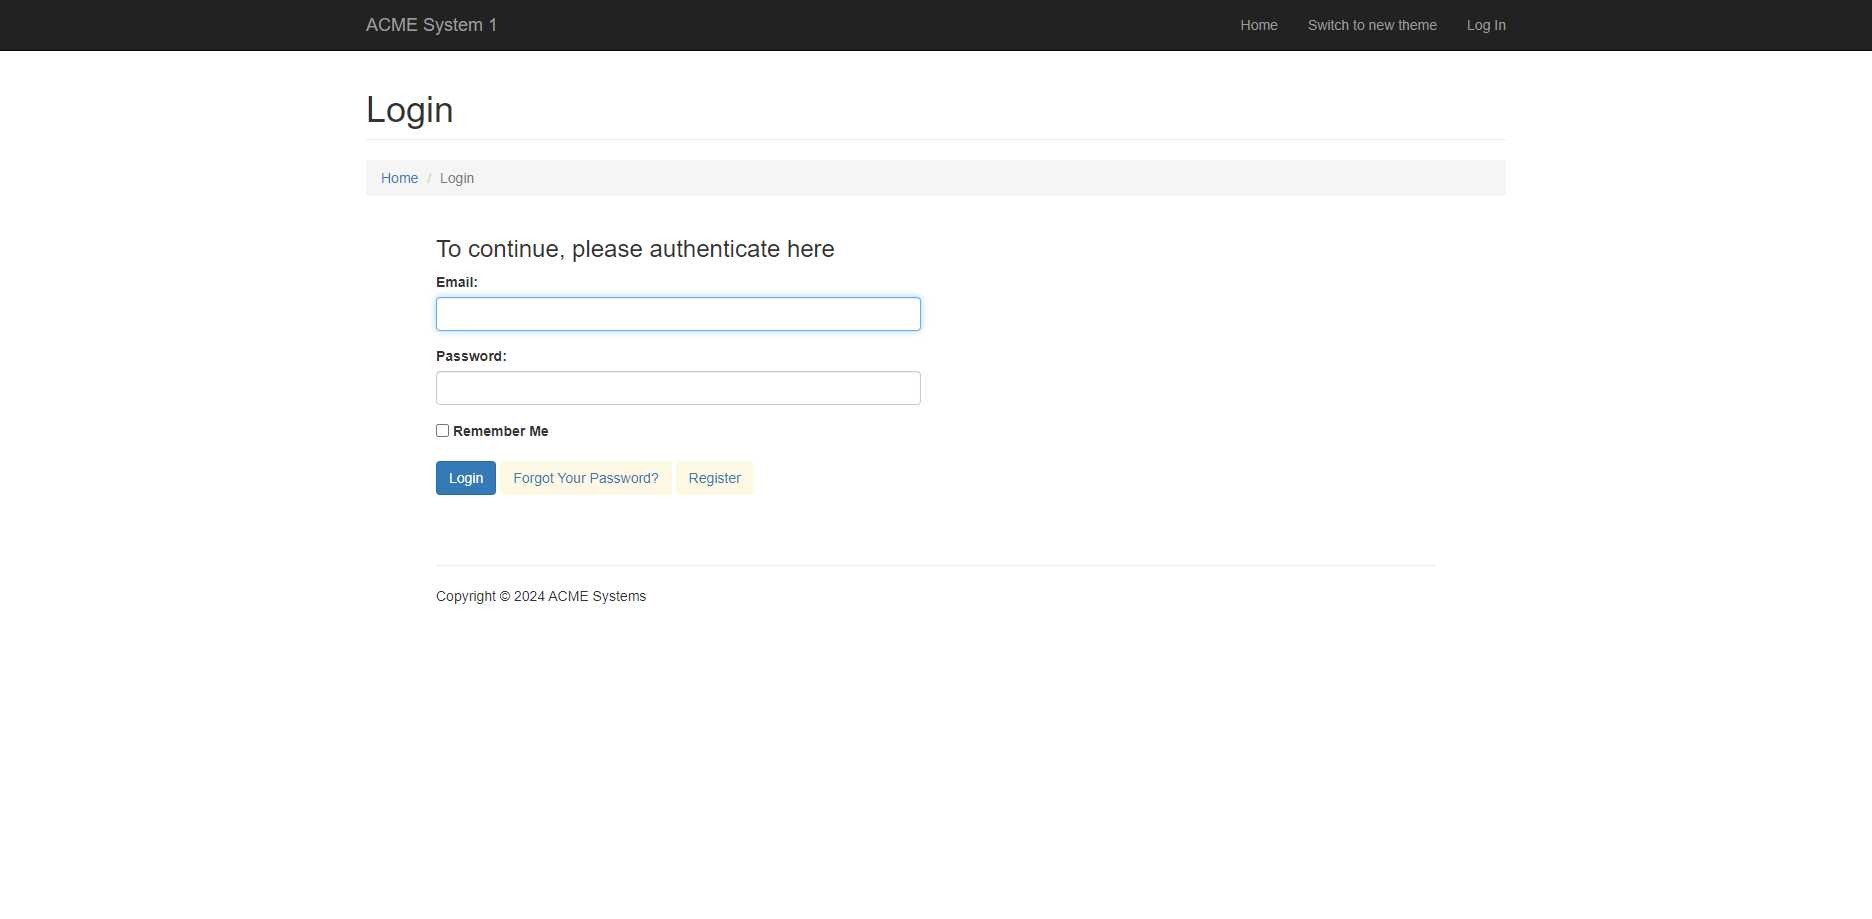 ACME System 1 Home Switch to new theme Log In
Login
Home / Login
To continue, please authenticate here
Email:
Password:
Remember Me
Login Forgot Your Password? Register
Copyright © 2024 ACME Systems